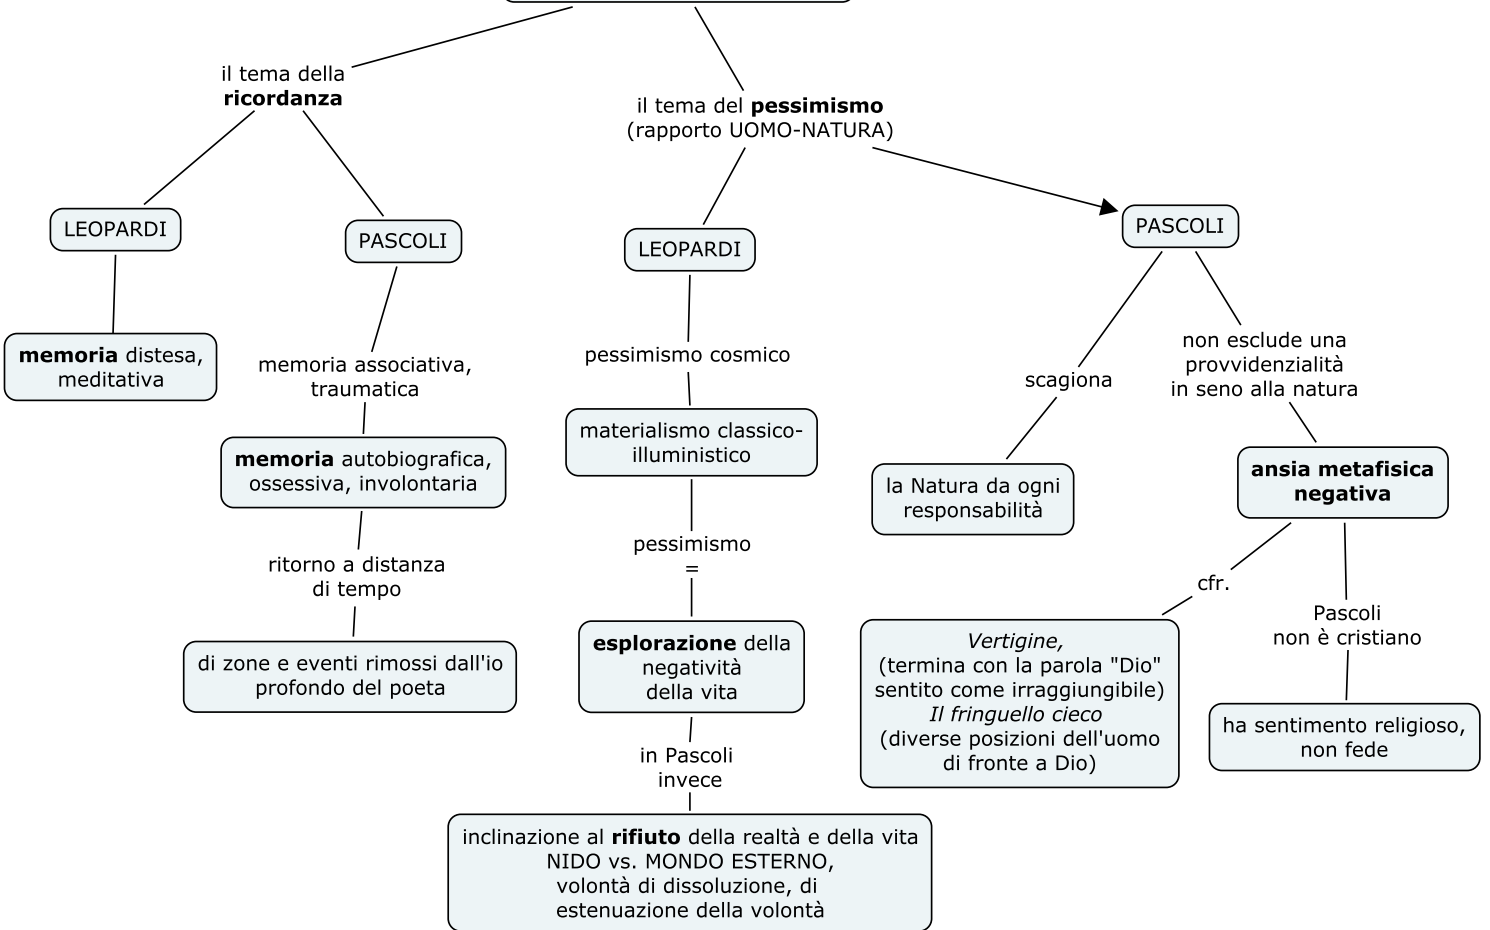 il tema della
ricordanza
il tema del pessimismo
(rapporto UOMO-NATURA)
LEOPARDI
PASCOLI
LEOPARDI
PASCOLI
memoria distesa,
meditativa
memoria associativa,
traumatica
memoria autobiografica,
ossessiva, involontaria
ritorno a distanza
di tempo
di zone e eventi rimossi dall'io
profondo del poeta
pessimismo cosmico
materialismo classico-
illuministico
pessimismo
=
esplorazione della
negatività
della vita
in Pascoli
invece
inclinazione al rifiuto della realtà e della vita
NIDO vs. MONDO ESTERNO,
volontà di dissoluzione, di
estenuazione della volontà
scagiona
la Natura da ogni
responsabilità
non esclude una
provvidenzialità
in seno alla natura
ansia metafisica
negativa
cfr.
Vertigine,
(termina con la parola "Dio"
sentito come irraggiungibile)
Il fringuello cieco
(diverse posizioni dell'uomo
di fronte a Dio)
Pascoli
non è cristiano
ha sentimento religioso,
non fede